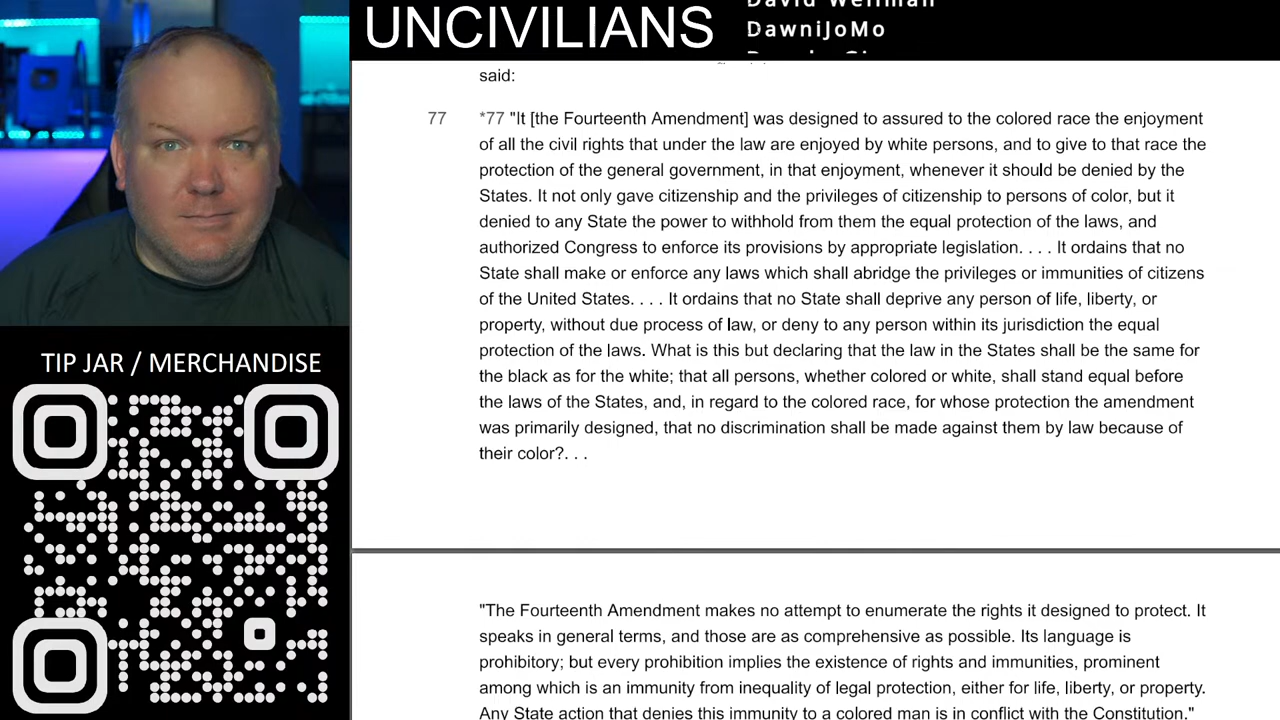 UNCIVILIANS
David Wellman
DawniJoMo
TIP JAR / MERCHANDISE
said:
77
*77 "It [the Fourteenth Amendment] was designed to assured to the colored race the enjoyment
of all the civil rights that under the law are enjoyed by white persons, and to give to that race the
protection of the general government, in that enjoyment, whenever it should be denied by the
States. It not only gave citizenship and the privileges of citizenship to persons of color, but it
denied to any State the power to withhold from them the equal protection of the laws, and
authorized Congress to enforce its provisions by appropriate legislation. . . . It ordains that no
State shall make or enforce any laws which shall abridge the privileges or immunities of citizens
of the United States. . . . It ordains that no State shall deprive any person of life, liberty, or
property, without due process of law, or deny to any person within its jurisdiction the equal
protection of the laws. What is this but declaring that the law in the States shall be the same for
the black as for the white; that all persons, whether colored or white, shall stand equal before
the laws of the States, and, in regard to the colored race, for whose protection the amendment
was primarily designed, that no discrimination shall be made against them by law because of
their color?. . .
"The Fourteenth Amendment makes no attempt to enumerate the rights it designed to protect. It
speaks in general terms, and those are as comprehensive as possible. Its language is
prohibitory; but every prohibition implies the existence of rights and immunities, prominent
among which is an immunity from inequality of legal protection, either for life, liberty, or property.
Any State action that denies this immunity to a colored man is in conflict with the Constitution."